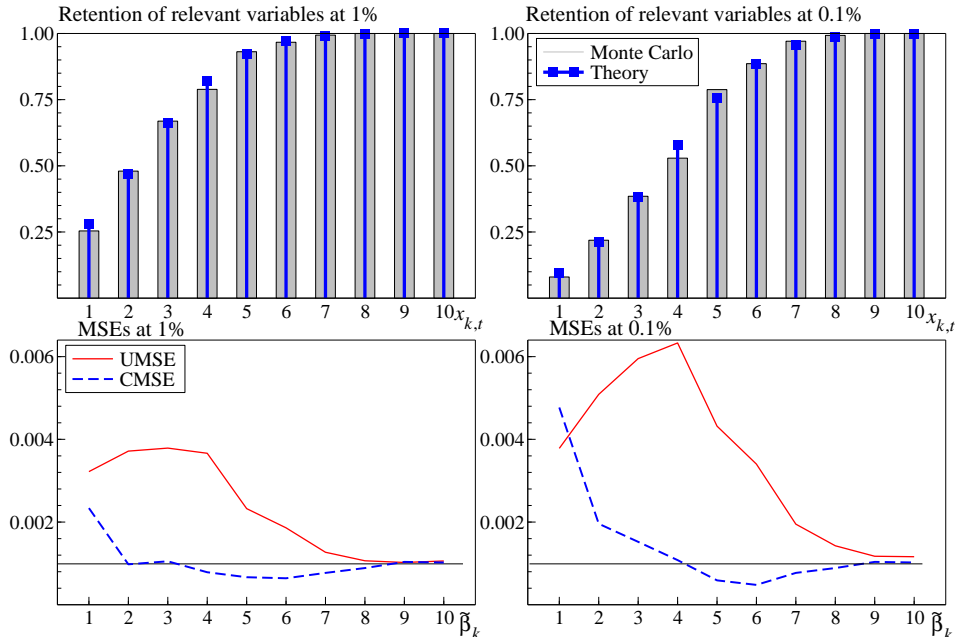 Retention of relevant variables at 1%
1.00
0.75
0.50
0.25
1 2 3 4 5 6 7 8 9 10 x_{k,t}
Retention of relevant variables at 0.1%
Monte Carlo
Theory
1.00
0.75
0.50
0.25
1 2 3 4 5 6 7 8 9 10 x_{k,t}
MSEs at 1%
UMSE
CMSE
0.006
0.004
0.002
1 2 3 4 5 6 7 8 9 10 β̃_k
MSEs at 0.1%
0.006
0.004
0.002
1 2 3 4 5 6 7 8 9 10 β̃_k